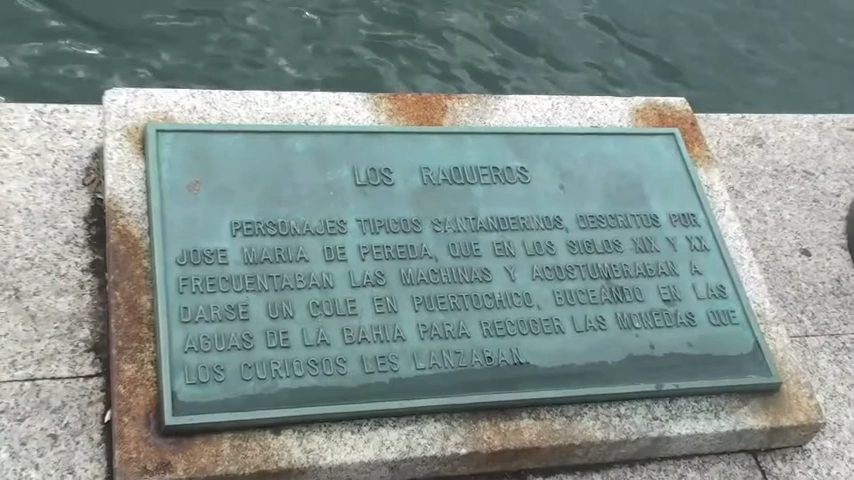 LOS RAQUEROS
PERSONAJES TIPICOS SANTANDERINOS, DESCRITOS POR
JOSE MARIA DE PEREDA, QUE EN LOS SIGLOS XIX Y XX
FRECUENTABAN LAS MACHINAS Y ACOSTUMBRABAN A
DARSE UN COLE EN PUERTOCHICO, BUCEANDO EN LAS
AGUAS DE LA BAHIA PARA RECOGER LAS MONEDAS QUE
LOS CURIOSOS LES LANZABAN.